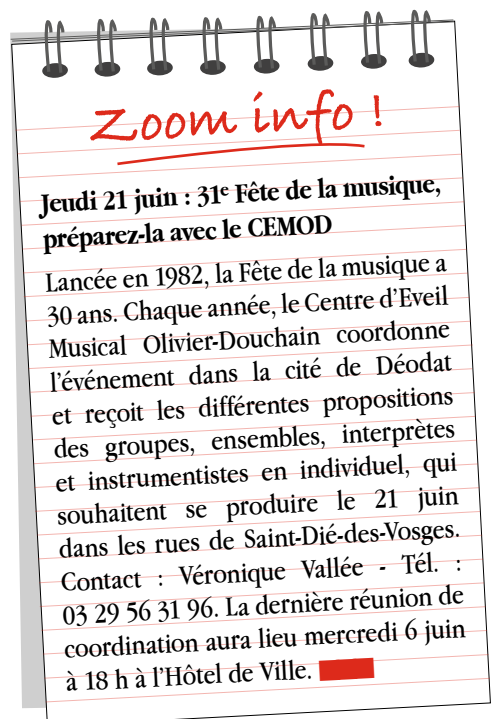 Zoom info !
Jeudi 21 juin : 31e Fête de la musique,
préparez-la avec le CEMOD
Lancée en 1982, la Fête de la musique a
30 ans. Chaque année, le Centre d'Eveil
Musical Olivier-Douchain coordonne
l'événement dans la cité de Déodat
et reçoit les différentes propositions
des groupes, ensembles, interprètes
et instrumentistes en individuel, qui
souhaitent se produire le 21 juin
dans les rues de Saint-Dié-des-Vosges.
Contact : Véronique Vallée - Tél. :
03 29 56 31 96. La dernière réunion de
coordination aura lieu mercredi 6 juin
à 18 h à l'Hôtel de Ville.